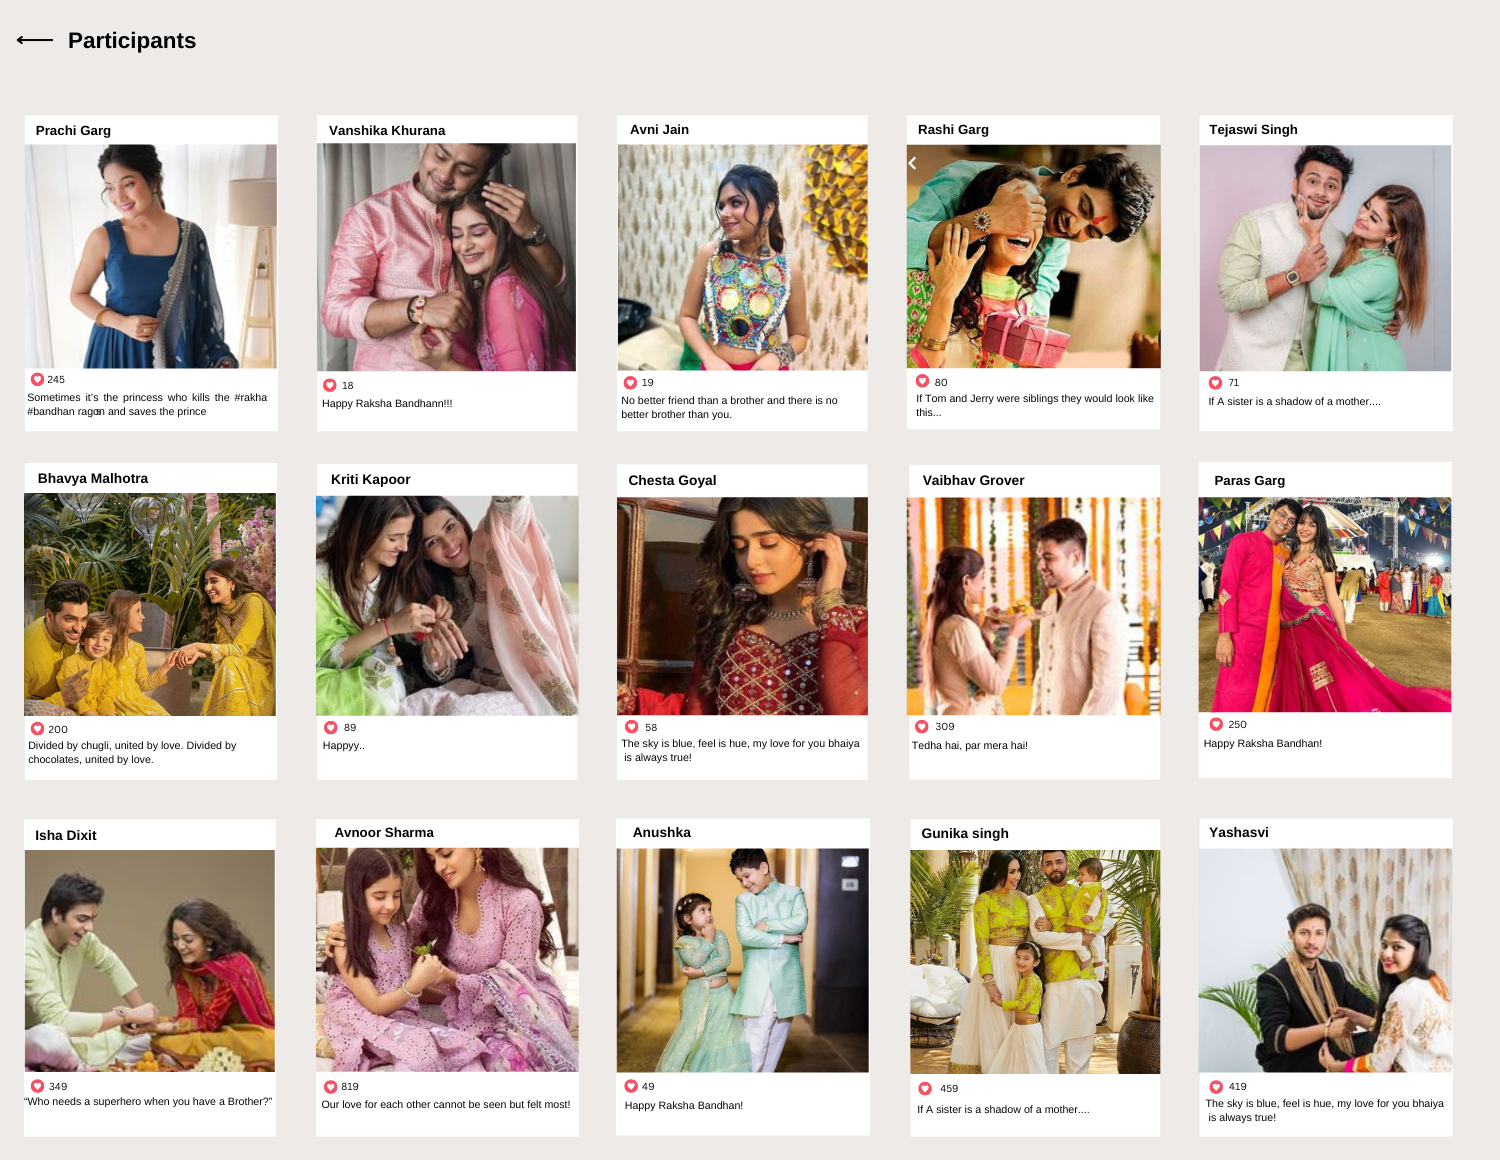 Participants
Prachi Garg
245
Sometimes it's the princess who kills the #rakha
#bandhan and saves the prince
Vanshika Khurana
18
Happy Raksha Bandhann!!!
Avni Jain
19
No better friend than a brother and there is no
better brother than you.
Rashi Garg
80
If Tom and Jerry were siblings they would look like
this...
Tejaswi Singh
71
If A sister is a shadow of a mother....
Bhavya Malhotra
200
Divided by chugli, united by love. Divided by
chocolates, united by love.
Kriti Kapoor
89
Happyy..
Chesta Goyal
58
The sky is blue, feel is hue, my love for you bhaiya
is always true!
Vaibhav Grover
309
Tedha hai, par mera hai!
Paras Garg
250
Happy Raksha Bandhan!
Isha Dixit
349
“Who needs a superhero when you have a Brother?”
Avnoor Sharma
819
Our love for each other cannot be seen but felt most!
Anushka
49
Happy Raksha Bandhan!
Gunika singh
459
If A sister is a shadow of a mother....
Yashasvi
419
The sky is blue, feel is hue, my love for you bhaiya
is always true!